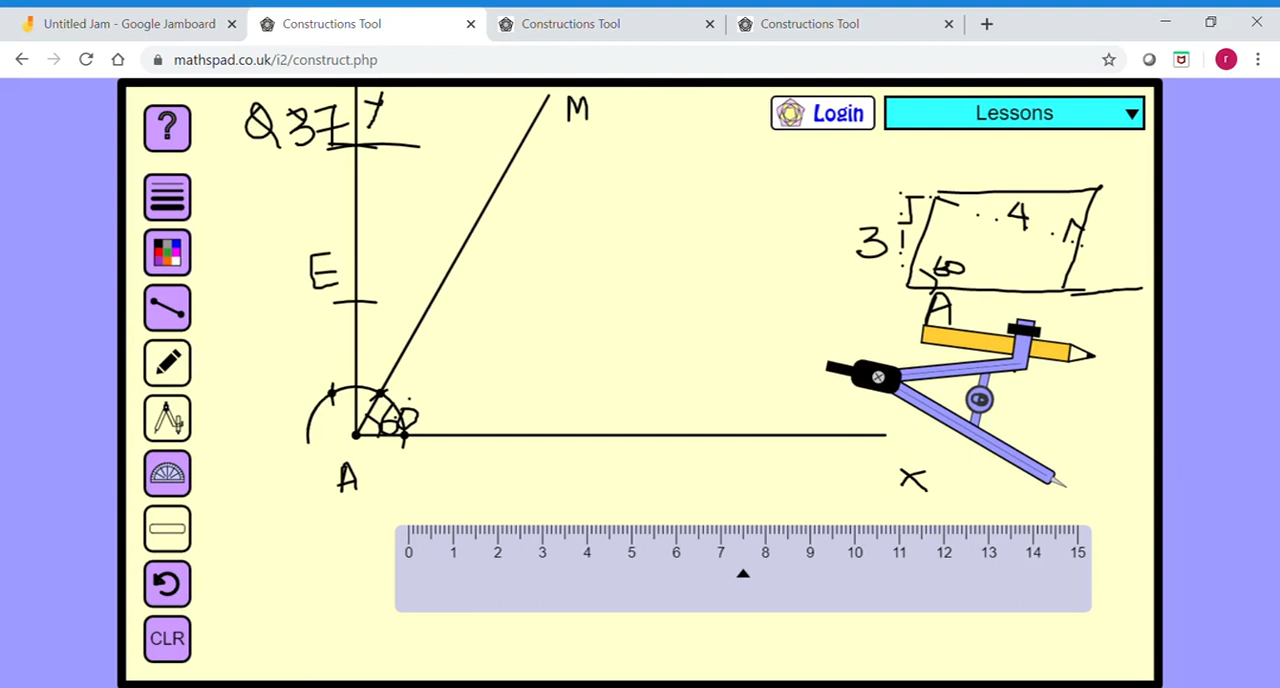 Untitled Jam - Google Jamboard
Constructions Tool
Constructions Tool
Constructions Tool
mathspad.co.uk/i2/construct.php
r
?
Q 37
y
M
Login
Lessons
4
3
60
A
E
60
A
X
0 1 2 3 4 5 6 7 8 9 10 11 12 13 14 15
CLR